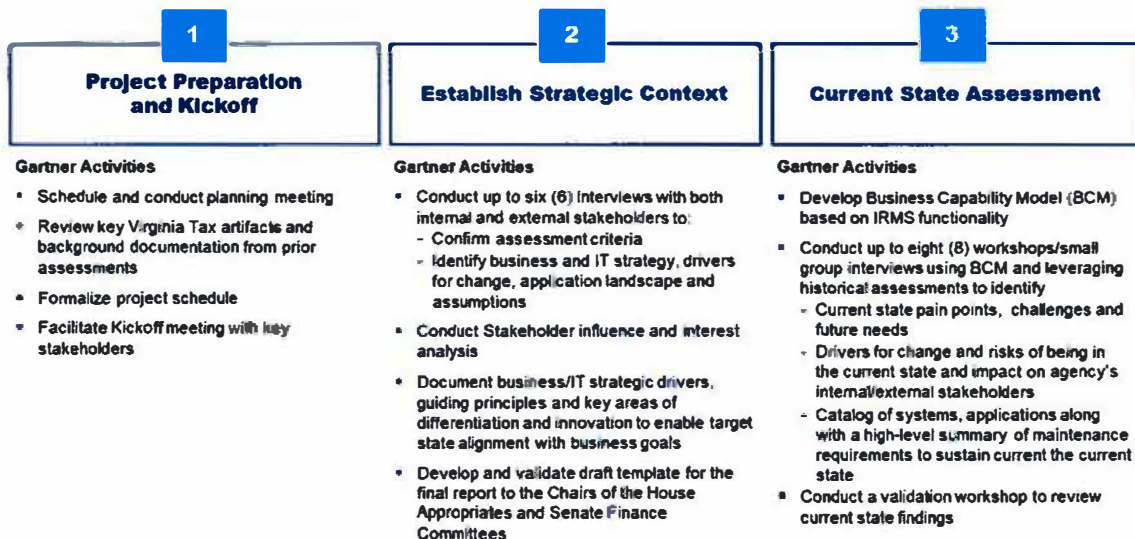 1
Project Preparation
and Kickoff
Gartner Activities
• Schedule and conduct planning meeting
• Review key Virginia Tax artifacts and
background documentation from prior
assessments
• Formalize project schedule
• Facilitate Kickoff meeting with key
stakeholders
2
Establish Strategic Context
Gartner Activities
• Conduct up to six (6) Interviews with both
internal and external stakeholders to:
- Confirm assessment criteria
- Identify business and IT strategy, drivers
for change, application landscape and
assumptions
• Conduct Stakeholder influence and interest
analysis
• Document business/IT strategic drivers,
guiding principles and key areas of
differentiation and innovation to enable target
state alignment with business goals
• Develop and validate draft template for the
final report to the Chairs of the House
Appropriates and Senate Finance
Committees
3
Current State Assessment
Gartner Activities
• Develop Business Capability Model (BCM)
based on IRMS functionality
• Conduct up to eight (8) workshops/small
group interviews using BCM and leveraging
historical assessments to identify
- Current state pain points, challenges and
future needs
- Drivers for change and risks of being in
the current state and impact on agency's
internal/external stakeholders
- Catalog of systems, applications along
with a high-level summary of maintenance
requirements to sustain current the current
state
• Conduct a validation workshop to review
current state findings